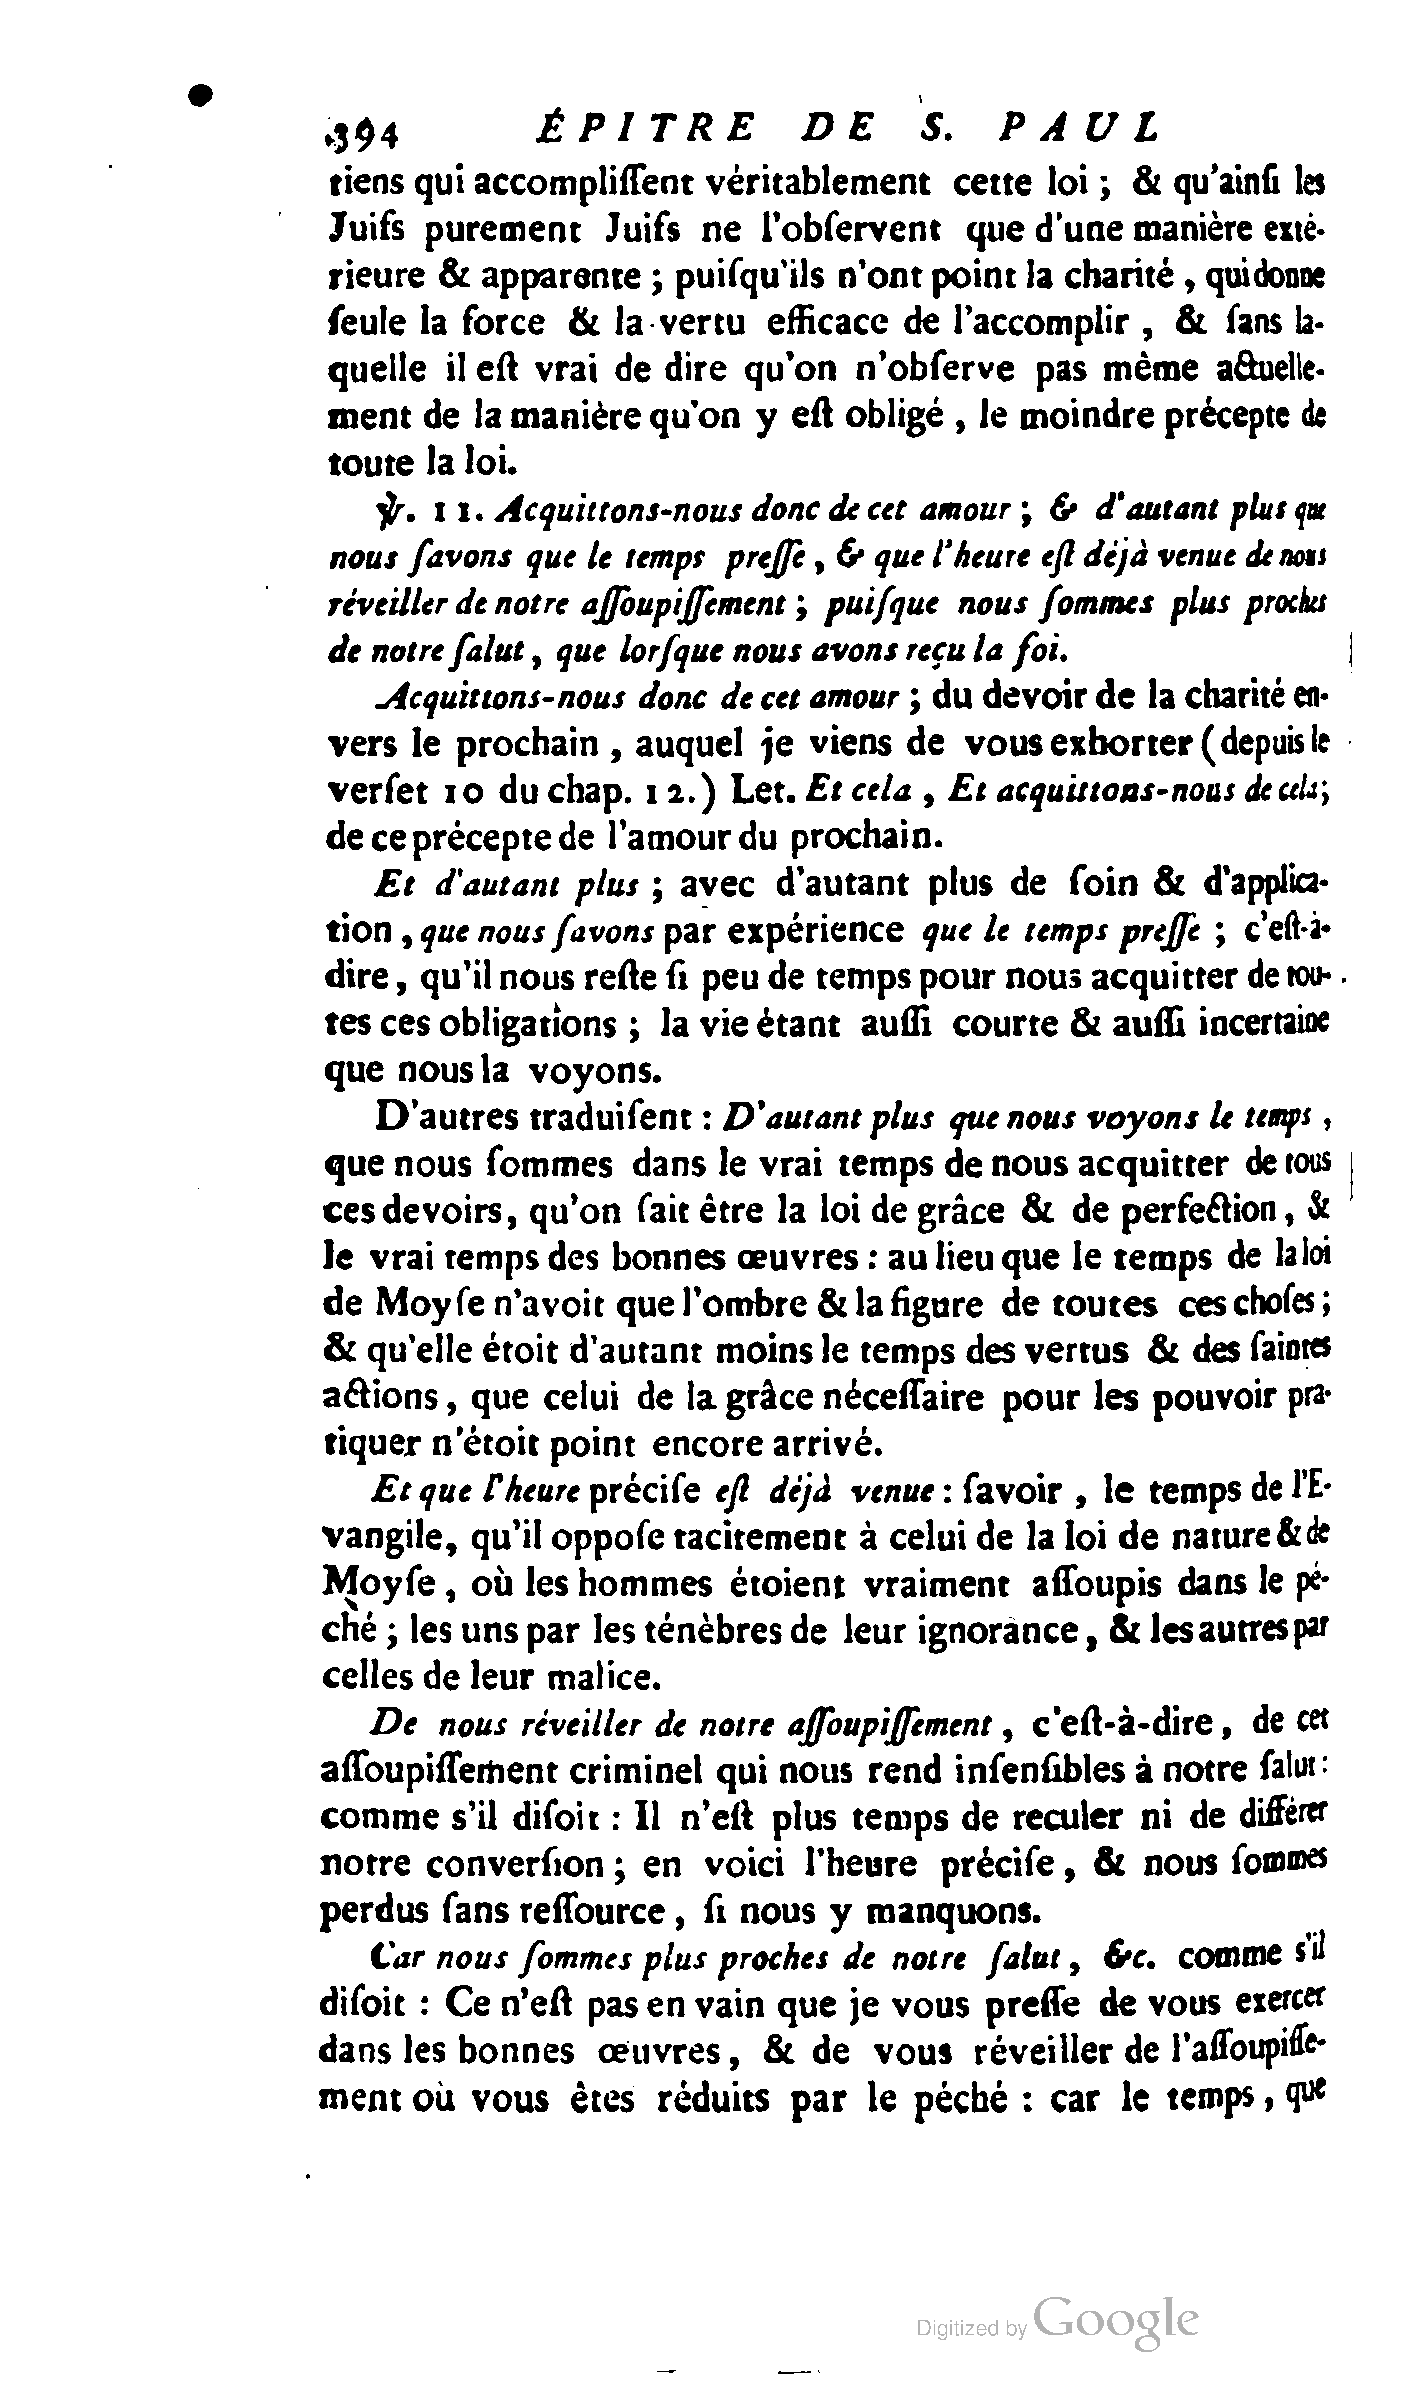 394 ÉPITRE DE S. PAUL
tiens qui accompliſſent véritablement cette loi ; & qu'ainſi les
Juifs purement Juifs ne l'obſervent que d'une manière exté-
rieure & apparente ; puiſqu'ils n'ont point la charité , qui donne
ſeule la force & la vertu efficace de l'accomplir , & ſans la-
quelle il eſt vrai de dire qu'on n'obſerve pas même actuelle-
ment de la manière qu'on y eſt obligé , le moindre précepte de
toute la loi.
℣. 11. Acquittons-nous donc de cet amour ; & d'autant plus que
nous ſavons que le temps preſſe , & que l'heure eſt déjà venue de nous
réveiller de notre aſſoupiſſement ; puiſque nous ſommes plus proches
de notre ſalut , que lorſque nous avons reçu la foi.
Acquittons-nous donc de cet amour ; du devoir de la charité en-
vers le prochain , auquel je viens de vous exhorter ( depuis le
verſet 10 du chap. 12.) Let. Et cela , Et acquittons-nous de cela ;
de ce précepte de l'amour du prochain.
Et d'autant plus ; avec d'autant plus de ſoin & d'applica-
tion , que nous ſavons par expérience que le temps preſſe ; c'eſt-à-
dire, qu'il nous reſte ſi peu de temps pour nous acquitter de tou-
tes ces obligations ; la vie étant auſſi courte & auſſi incertaine
que nous la voyons.
D'autres traduiſent : D'autant plus que nous voyons le temps ,
que nous ſommes dans le vrai temps de nous acquitter de tous
ces devoirs, qu'on ſait être la loi de grâce & de perfection, &
le vrai temps des bonnes œuvres : au lieu que le temps de la loi
de Moyſe n'avoit que l'ombre & la figure de toutes ces choſes ;
& qu'elle étoit d'autant moins le temps des vertus & des ſaintes
actions, que celui de la grâce néceſſaire pour les pouvoir pra-
tiquer n'étoit point encore arrivé.
Et que l'heure préciſe eſt déjà venue : ſavoir , le temps de l'E-
vangile, qu'il oppoſe tacitement à celui de la loi de nature & de
Moyſe , où les hommes étoient vraiment aſſoupis dans le pé-
ché ; les uns par les ténèbres de leur ignorance, & les autres par
celles de leur malice.
De nous réveiller de notre aſſoupiſſement , c'eſt-à-dire, de cet
aſſoupiſſement criminel qui nous rend inſenſibles à notre ſalut :
comme s'il diſoit : Il n'eſt plus temps de reculer ni de différer
notre converſion ; en voici l'heure préciſe , & nous ſommes
perdus ſans reſſource , ſi nous y manquons.
Car nous ſommes plus proches de notre ſalut , &c. comme s'il
diſoit : Ce n'eſt pas en vain que je vous preſſe de vous exercer
dans les bonnes œuvres, & de vous réveiller de l'aſſoupiſſe-
ment où vous êtes réduits par le péché : car le temps , que
Digitized by Google